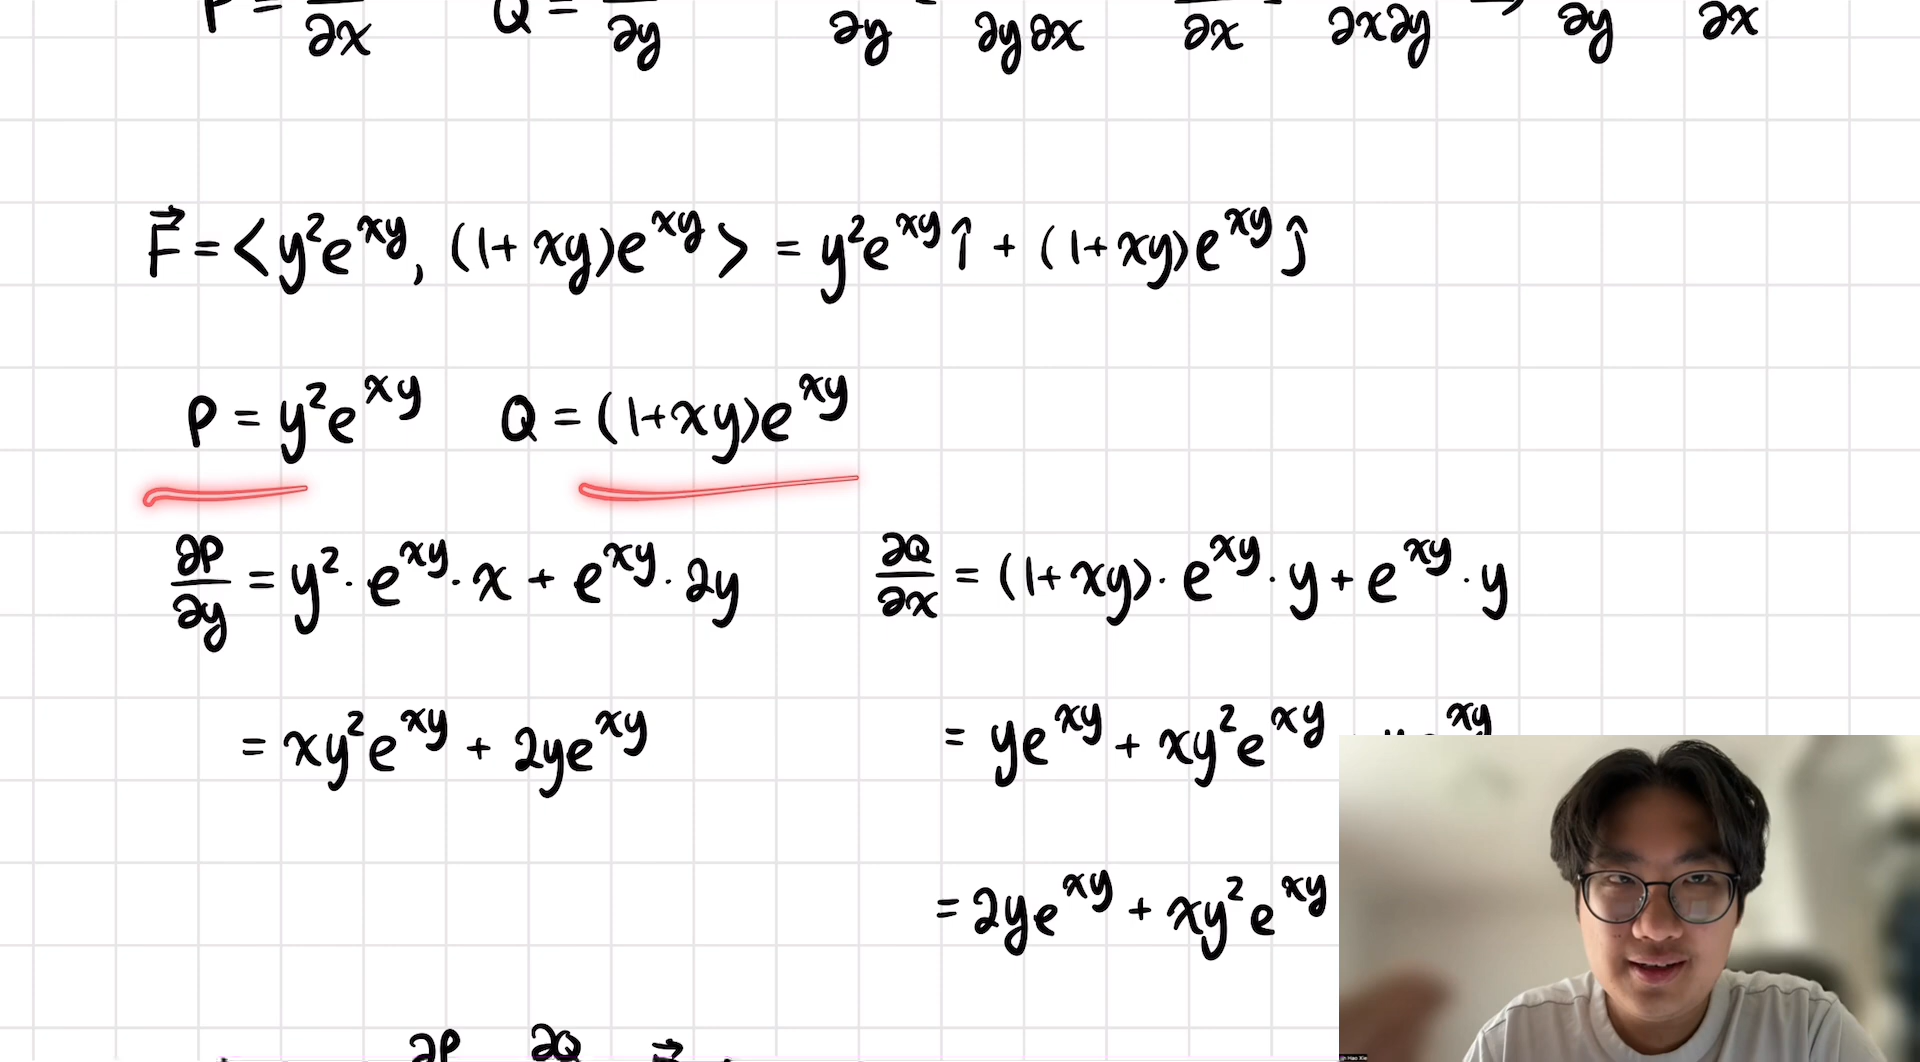 P = ∂x Q = ∂y ∂y = ∂y∂x ∂x = ∂x∂y → ∂y ∂x
F⃗ = <y²e^xy, (1+xy)e^xy> = y²e^xy î + (1+xy)e^xy ĵ
P = y²e^xy Q = (1+xy)e^xy
∂P/∂y = y²·e^xy·x + e^xy·2y ∂Q/∂x = (1+xy)·e^xy·y + e^xy·y
= xy²e^xy + 2ye^xy = ye^xy + xy²e^xy
= 2ye^xy + xy²e^xy
∂P ∂Q